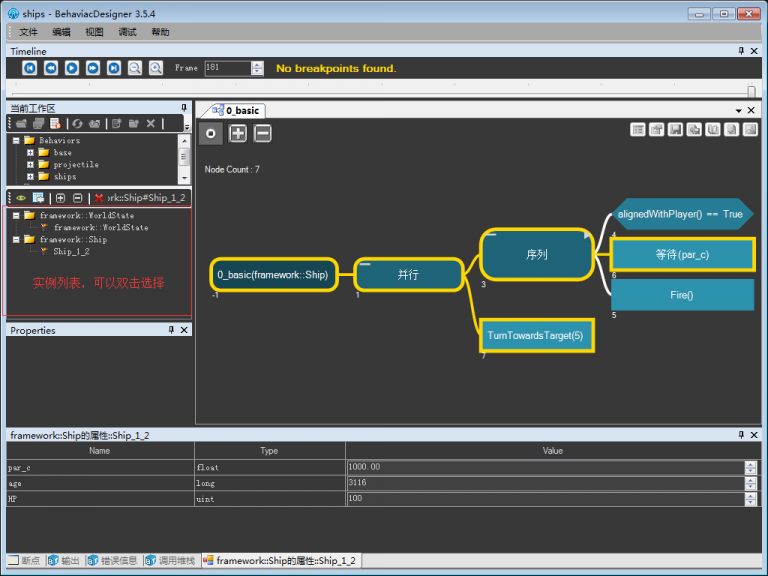 ships - BehaviacDesigner 3.5.4
文件 编辑 视图 调试 帮助
Timeline
Frame 181 No breakpoints found.
当前工作区
Behaviors
base
projectile
ships
rk::Ship#Ship_1_2
framework::WorldState
framework::WorldState
framework::Ship
Ship_1_2
实例列表，可以双击选择
Properties
0_basic
Node Count : 7
0_basic(framework::Ship)
-1
并行
1
序列
3
alignedWithPlayer() == True
4
等待(par_c)
6
Fire()
5
TurnTowardsTarget(5)
7
framework::Ship的属性::Ship_1_2
Name Type Value
par_c float 1000.00
age long 3116
HP uint 100
断点 输出 错误信息 调用堆栈 framework::Ship的属性::Ship_1_2